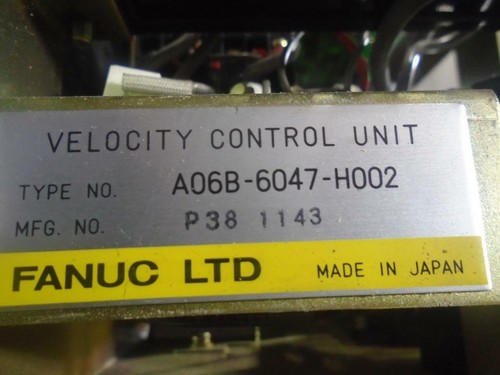 VELOCITY CONTROL UNIT
TYPE NO. A06B-6047-H002
MFG. NO. P38 1143
FANUC LTD MADE IN JAPAN